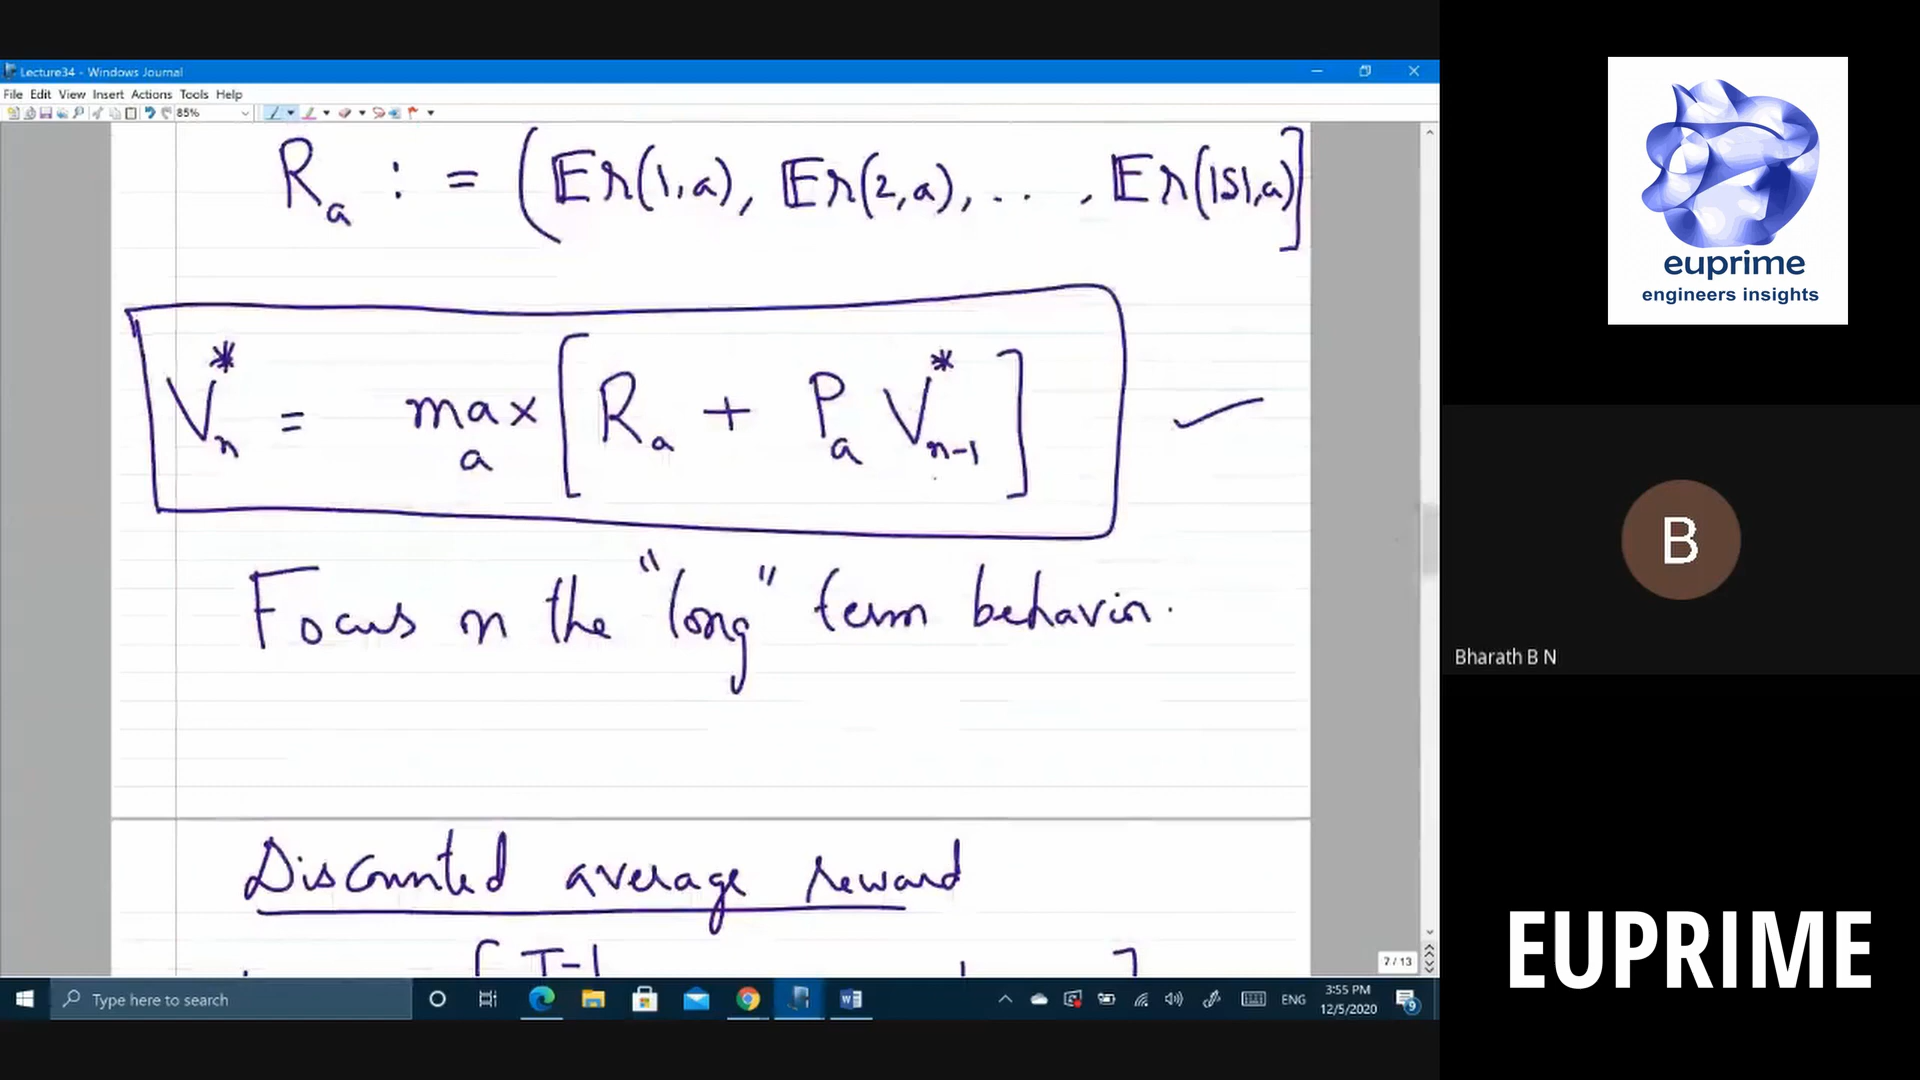 Lecture34 - Windows Journal
File Edit View Insert Actions Tools Help
85%
R_a := (𝔼r(1,a), 𝔼r(2,a), ... , 𝔼r(|S|,a)]
V*_n = max_a [R_a + P_a V*_{n-1}] ✓
Focus on the "long" term behavior.
Discounted average reward
[ T-1 ]
7 / 13
Type here to search
ENG
3:55 PM
12/5/2020
9
euprime
engineers insights
B
Bharath B N
EUPRIME